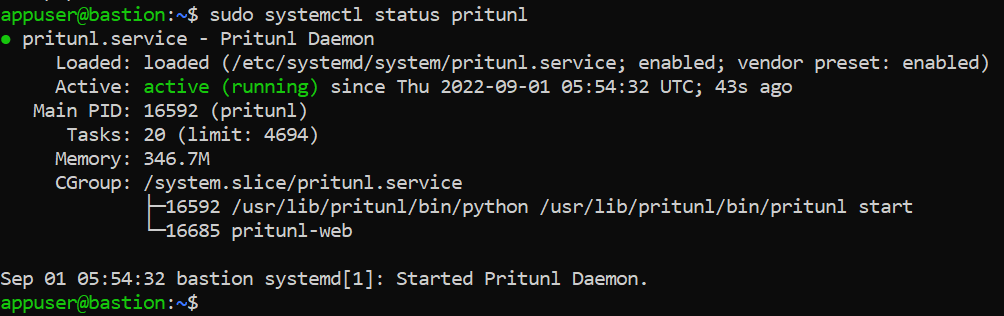 appuser@bastion:~$ sudo systemctl status pritunl
● pritunl.service - Pritunl Daemon
     Loaded: loaded (/etc/systemd/system/pritunl.service; enabled; vendor preset: enabled)
     Active: active (running) since Thu 2022-09-01 05:54:32 UTC; 43s ago
   Main PID: 16592 (pritunl)
      Tasks: 20 (limit: 4694)
     Memory: 346.7M
     CGroup: /system.slice/pritunl.service
             ├─16592 /usr/lib/pritunl/bin/python /usr/lib/pritunl/bin/pritunl start
             └─16685 pritunl-web

Sep 01 05:54:32 bastion systemd[1]: Started Pritunl Daemon.
appuser@bastion:~$